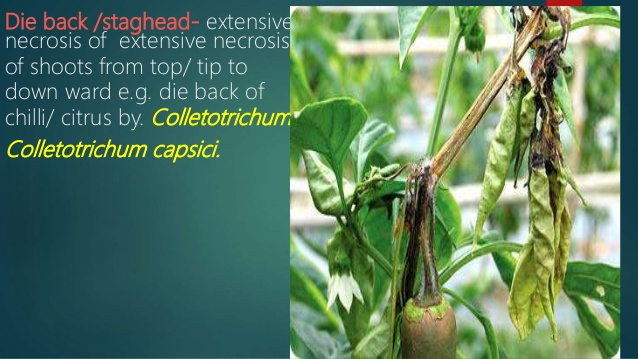 Die back /staghead- extensive
necrosis of extensive necrosis
of shoots from top/ tip to
down ward e.g. die back of
chilli/ citrus by. Colletotrichum
Colletotrichum capsici.